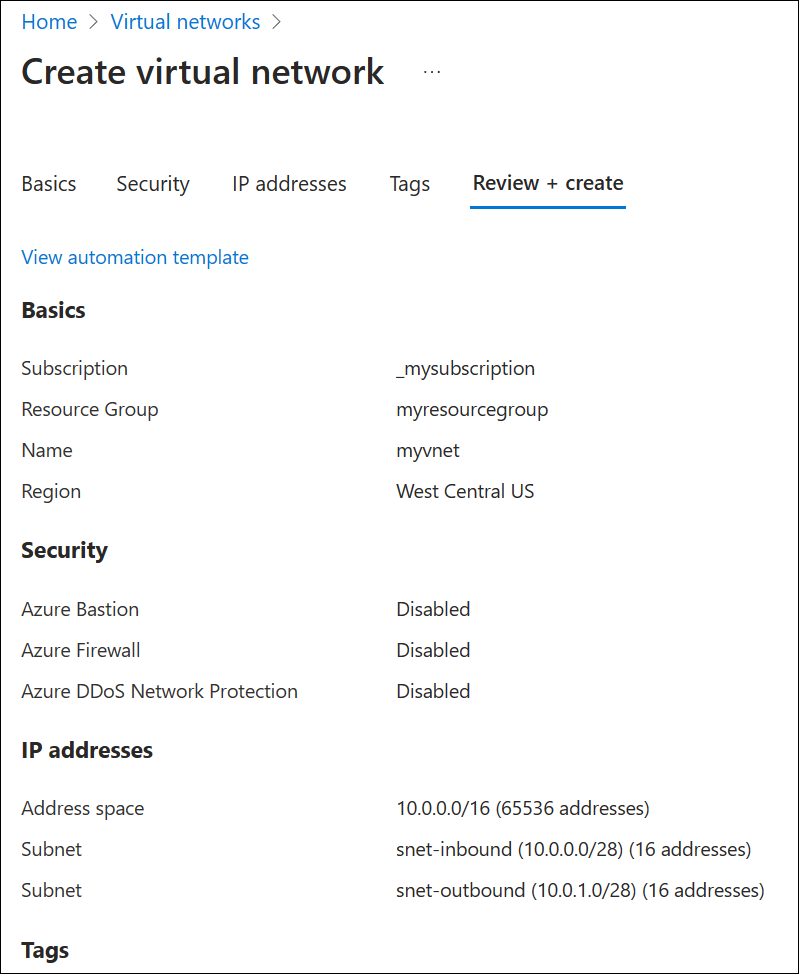 Home > Virtual networks >
Create virtual network ...
Basics Security IP addresses Tags Review + create
View automation template
Basics
Subscription _mysubscription
Resource Group myresourcegroup
Name myvnet
Region West Central US
Security
Azure Bastion Disabled
Azure Firewall Disabled
Azure DDoS Network Protection Disabled
IP addresses
Address space 10.0.0.0/16 (65536 addresses)
Subnet snet-inbound (10.0.0.0/28) (16 addresses)
Subnet snet-outbound (10.0.1.0/28) (16 addresses)
Tags